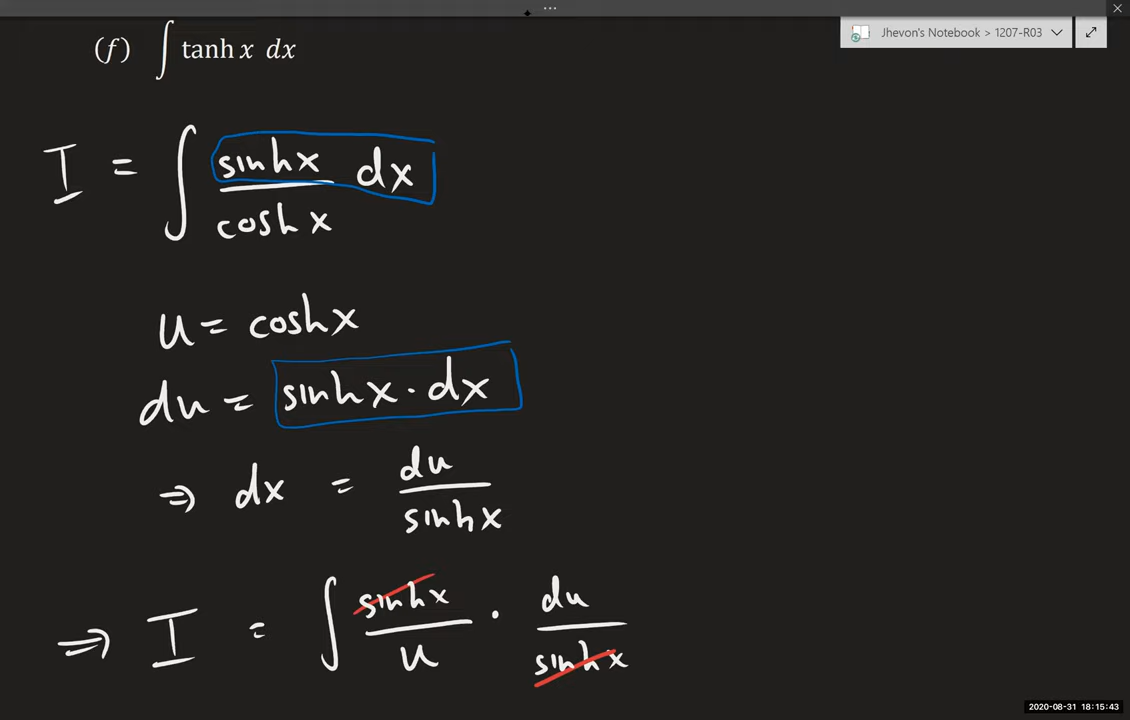 Jhevon's Notebook > 1207-R03
(f) ∫ tanh x dx
I = ∫ sinhx/coshx dx
u = coshx
du = sinhx · dx
⇒ dx = du/sinhx
⇒ I = ∫ sinhx/u · du/sinhx
2020-08-31 18:15:43